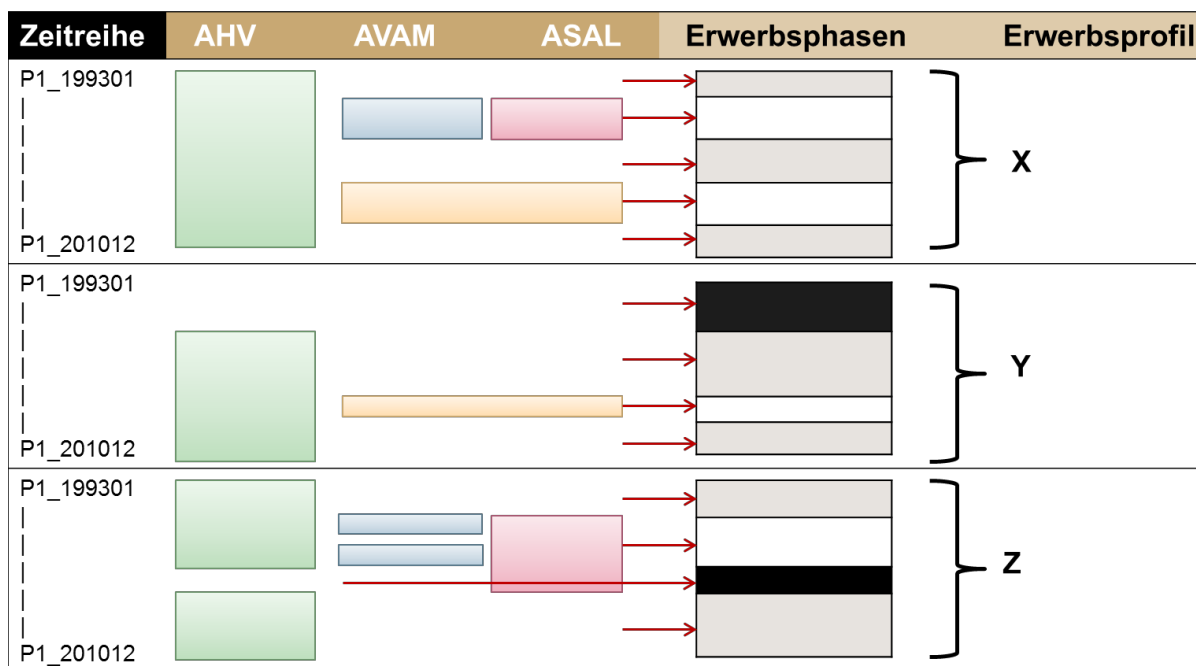 Zeitreihe AHV AVAM ASAL Erwerbsphasen Erwerbsprofil
P1_199301
X
P1_201012
P1_199301
Y
P1_201012
P1_199301
Z
P1_201012